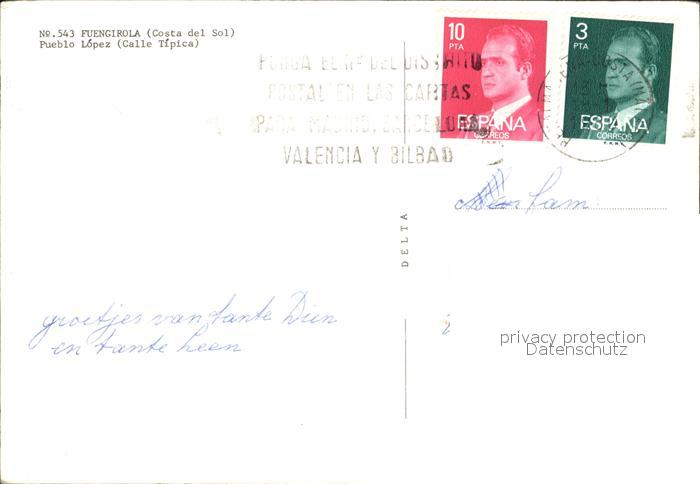 Nº.543 FUENGIROLA (Costa del Sol)
Pueblo López (Calle Típica)
PONGA EL Nº DEL DISTRITO
POSTAL EN LAS CARTAS
PARA MADRID, BARCELONA,
VALENCIA Y BILBAO
10
PTA
ESPAÑA
CORREOS
F.N.M.T.
3
PTA
ESPAÑA
CORREOS
F.N.M.T.
Fam
DELTA
groetjes van tante Dien
en tante Leen
privacy protection
Datenschutz